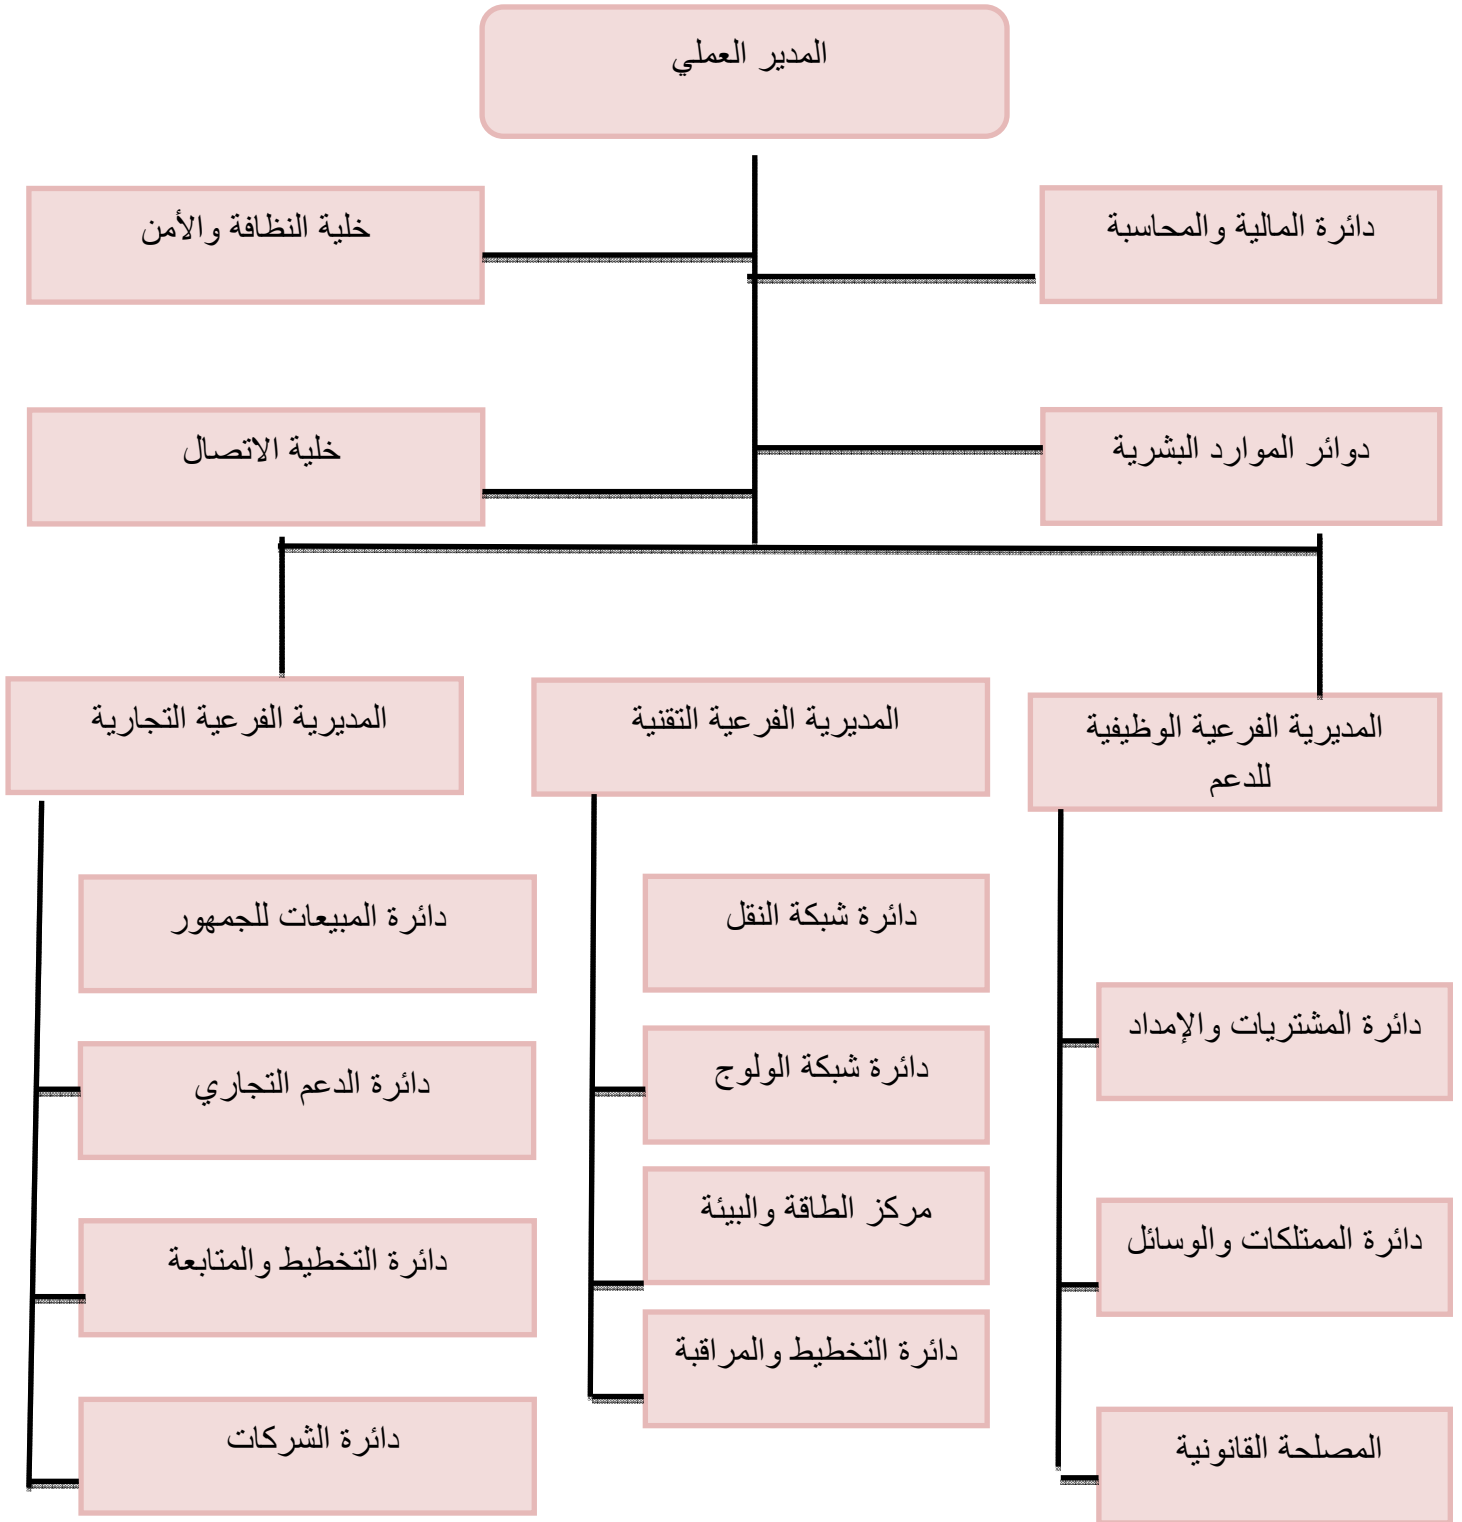 المدير العملي
دائرة المالية والمحاسبة
خلية النظافة والأمن
دوائر الموارد البشرية
خلية الاتصال
المديرية الفرعية الوظيفية
للدعم
المديرية الفرعية التقنية
المديرية الفرعية التجارية
دائرة المشتريات والإمداد
دائرة الممتلكات والوسائل
المصلحة القانونية
دائرة شبكة النقل
دائرة شبكة الولوج
مركز الطاقة والبيئة
دائرة التخطيط والمراقبة
دائرة المبيعات للجمهور
دائرة الدعم التجاري
دائرة التخطيط والمتابعة
دائرة الشركات